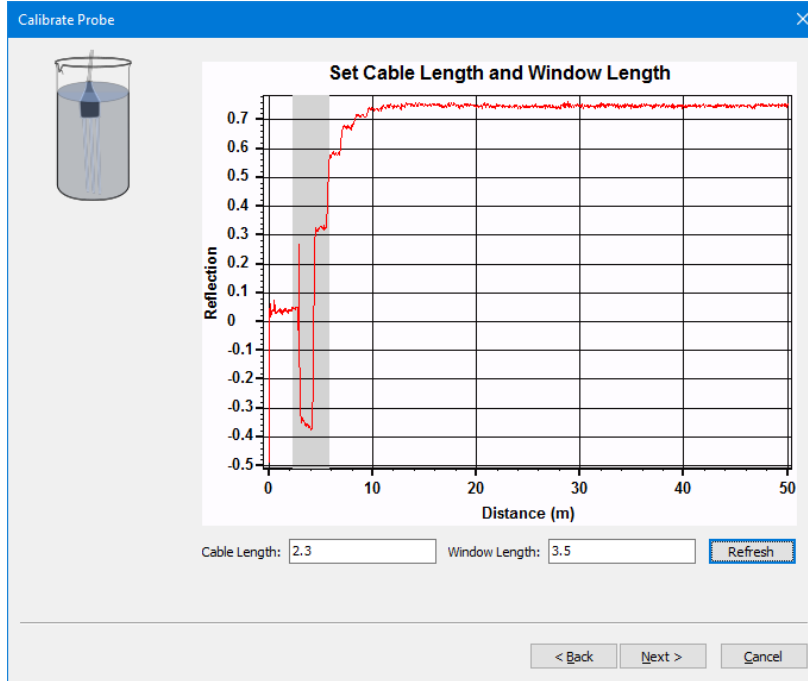 Calibrate Probe
Set Cable Length and Window Length
0.7
0.6
0.5
0.4
0.3
0.2
0.1
0
-0.1
-0.2
-0.3
-0.4
-0.5
Reflection
0 10 20 30 40 50
Distance (m)
Cable Length: 2.3 Window Length: 3.5 Refresh
< Back Next > Cancel